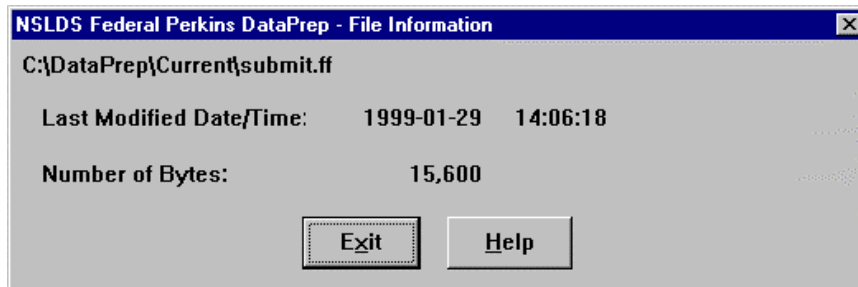 NSLDS Federal Perkins DataPrep - File Information
C:\DataPrep\Current\submit.ff
Last Modified Date/Time: 1999-01-29 14:06:18
Number of Bytes: 15,600
Exit Help